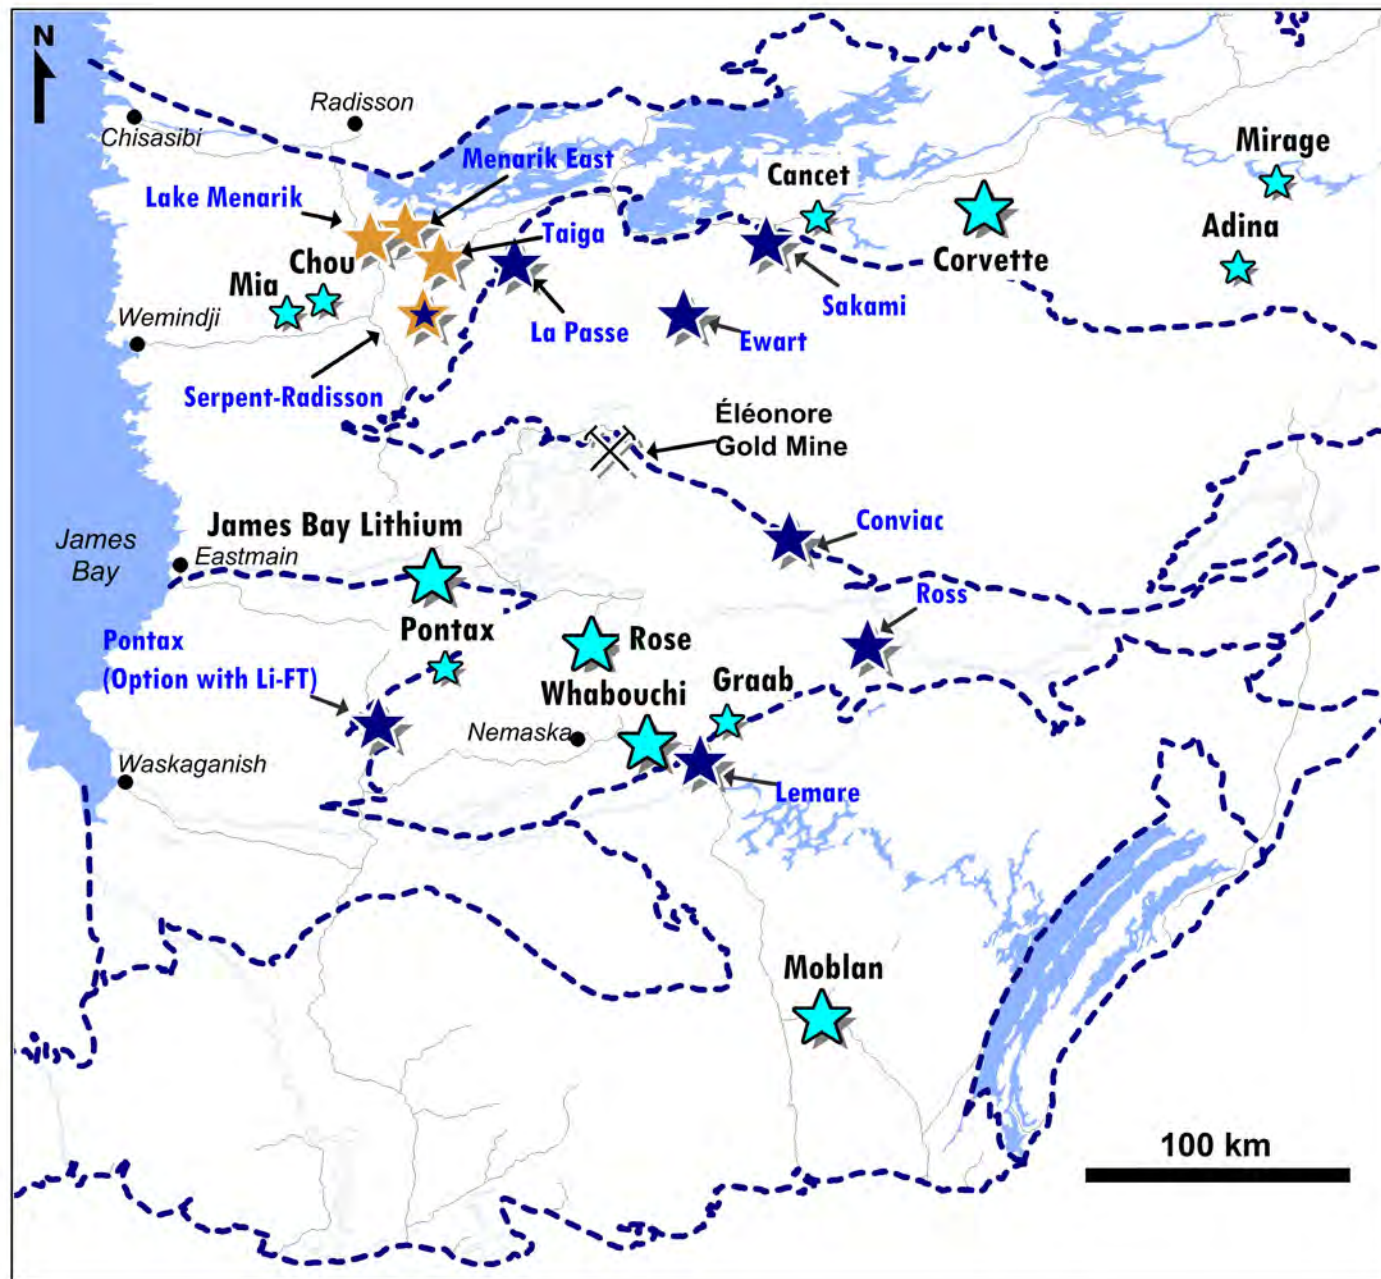 N
Radisson
Chisasibi
Menarik East
Mirage
Lake Menarik
Cancet
Taiga
Adina
Chou
Corvette
Mia
Sakami
Wemindji
La Passe
Ewart
Serpent-Radisson
Éléonore
Gold Mine
James Bay Lithium
Conviac
James
Bay
Eastmain
Ross
Pontax
Rose
Pontax
(Option with Li-FT)
Whabouchi
Graab
Nemaska
Waskaganish
Lemare
Moblan
100 km